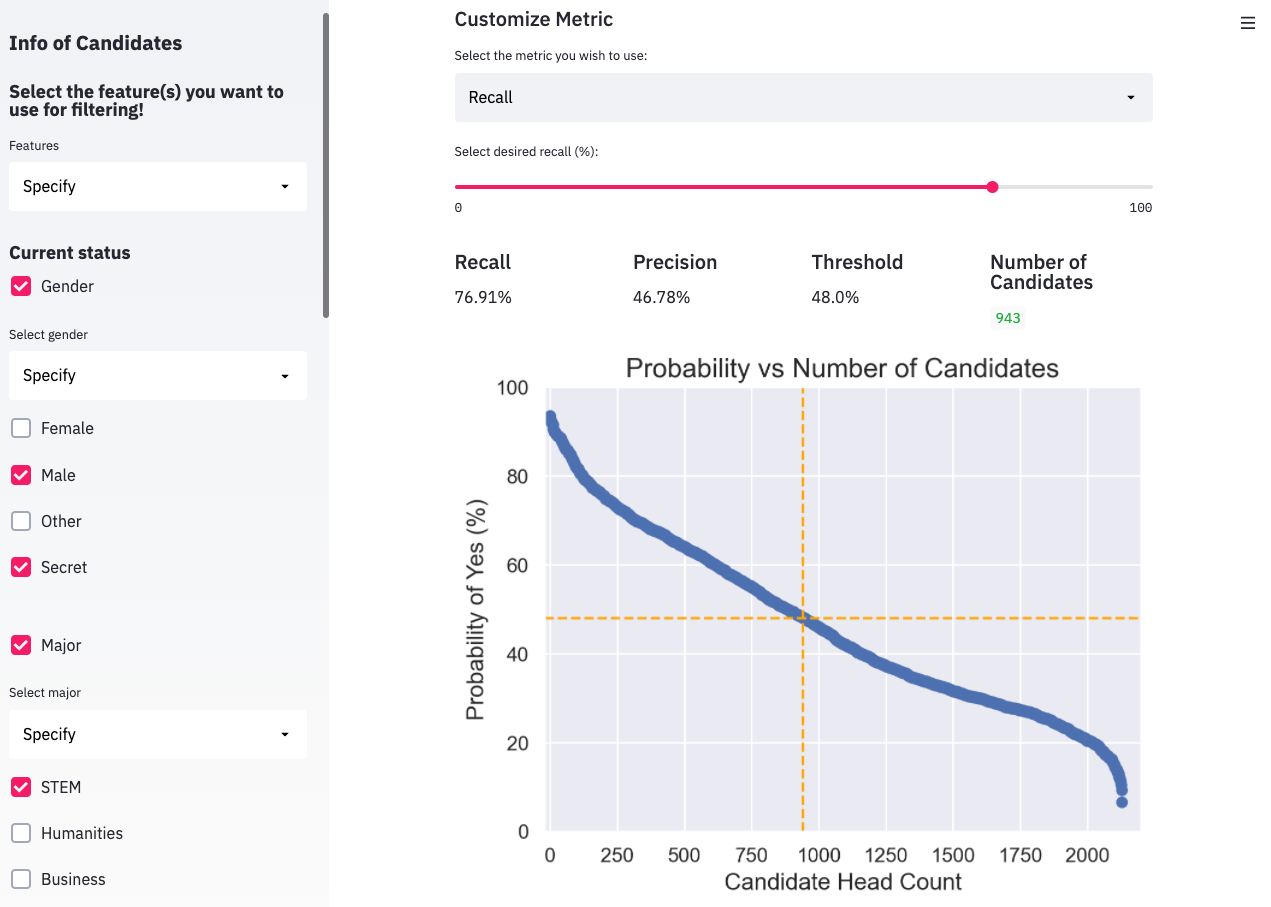 Info of Candidates
Select the feature(s) you want to
use for filtering!
Features
Specify
Current status
Gender
Select gender
Specify
Female
Male
Other
Secret
Major
Select major
Specify
STEM
Humanities
Business
Customize Metric
Select the metric you wish to use:
Recall
Select desired recall (%):
0 100
Recall Precision Threshold Number of
Candidates
76.91% 46.78% 48.0%
943
Probability vs Number of Candidates
100
80
60
40
20
0
Probability of Yes (%)
0 250 500 750 1000 1250 1500 1750 2000
Candidate Head Count